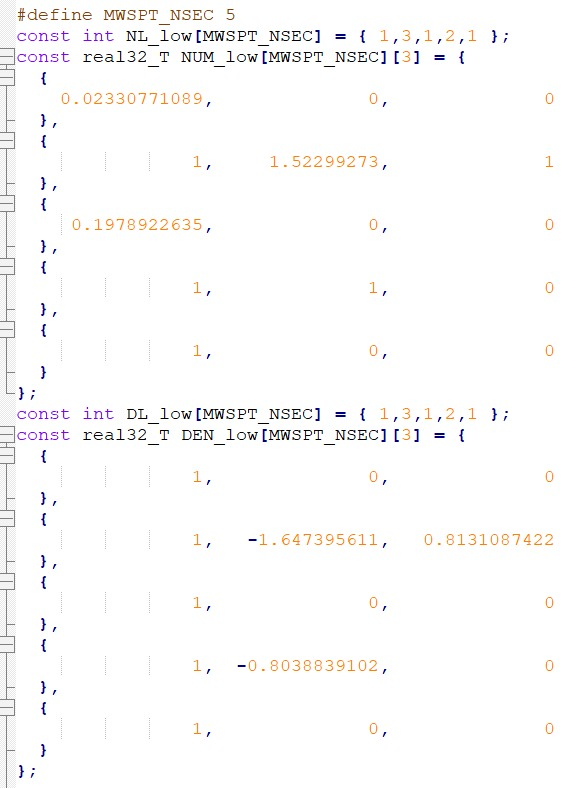 #define MWSPT_NSEC 5
const int NL_low[MWSPT_NSEC] = { 1,3,1,2,1 };
const real32_T NUM_low[MWSPT_NSEC][3] = {
  {
    0.02330771089,               0,               0
  },
  {
                1,      1.52299273,               1
  },
  {
     0.1978922635,               0,               0
  },
  {
                1,               1,               0
  },
  {
                1,               0,               0
  }
};
const int DL_low[MWSPT_NSEC] = { 1,3,1,2,1 };
const real32_T DEN_low[MWSPT_NSEC][3] = {
  {
                1,               0,               0
  },
  {
                1,    -1.647395611,    0.8131087422
  },
  {
                1,               0,               0
  },
  {
                1,   -0.8038839102,               0
  },
  {
                1,               0,               0
  }
};